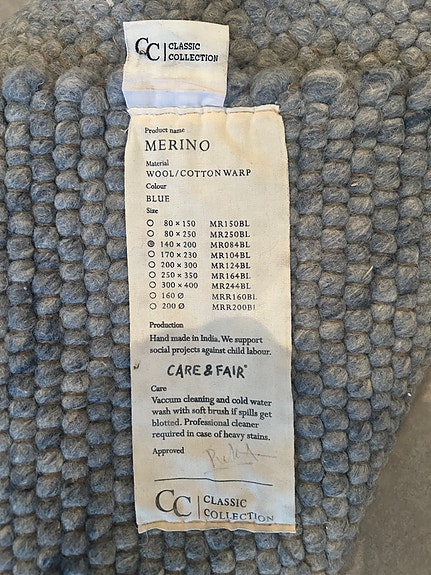 CC | CLASSIC
COLLECTION
Product name
MERINO
Material
WOOL/COTTON WARP
Colour
BLUE
Size
80 × 150 MR150BL
80 × 250 MR250BL
140 × 200 MR084BL
170 × 230 MR104BL
200 × 300 MR124BL
250 × 350 MR164BL
300 × 400 MR244BL
160 Ø MRR160BL
200 Ø MRR200BL
Production
Hand made in India. We support
social projects against child labour.
CARE & FAIR®
Care
Vaccum cleaning and cold water
wash with soft brush if spills get
blotted. Professional cleaner
required in case of heavy stains.
Approved
CC | CLASSIC
COLLECTION